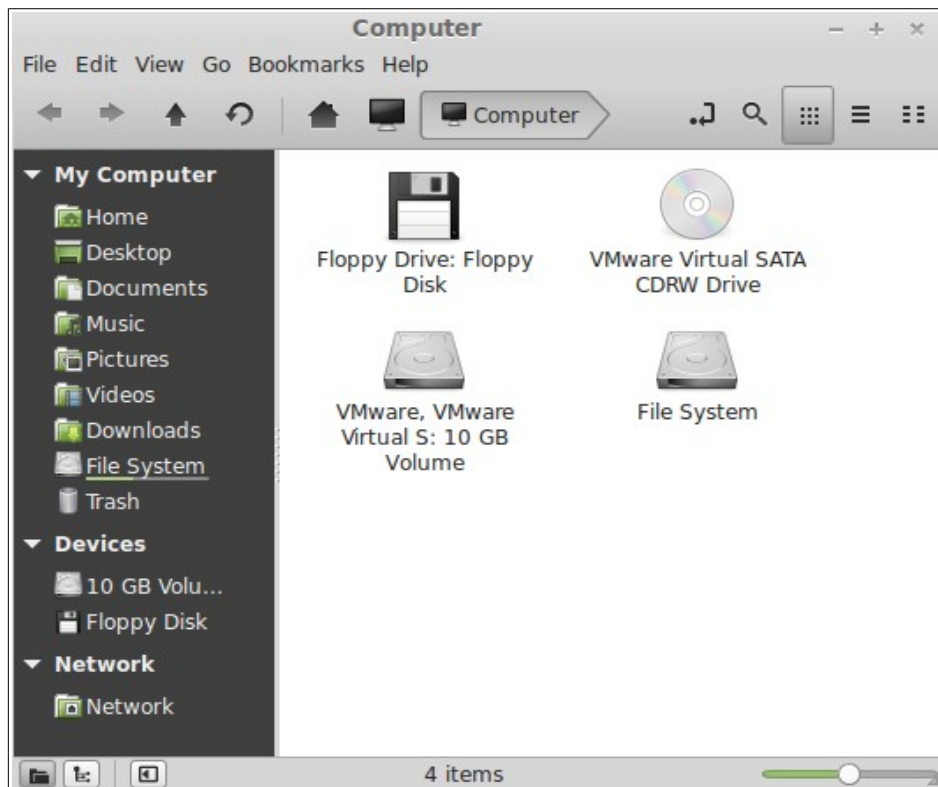 Computer
File Edit View Go Bookmarks Help
Computer
My Computer
Home
Desktop
Documents
Music
Pictures
Videos
Downloads
File System
Trash
Devices
10 GB Volu...
Floppy Disk
Network
Network
Floppy Drive: Floppy
Disk
VMware Virtual SATA
CDRW Drive
VMware, VMware
Virtual S: 10 GB
Volume
File System
4 items